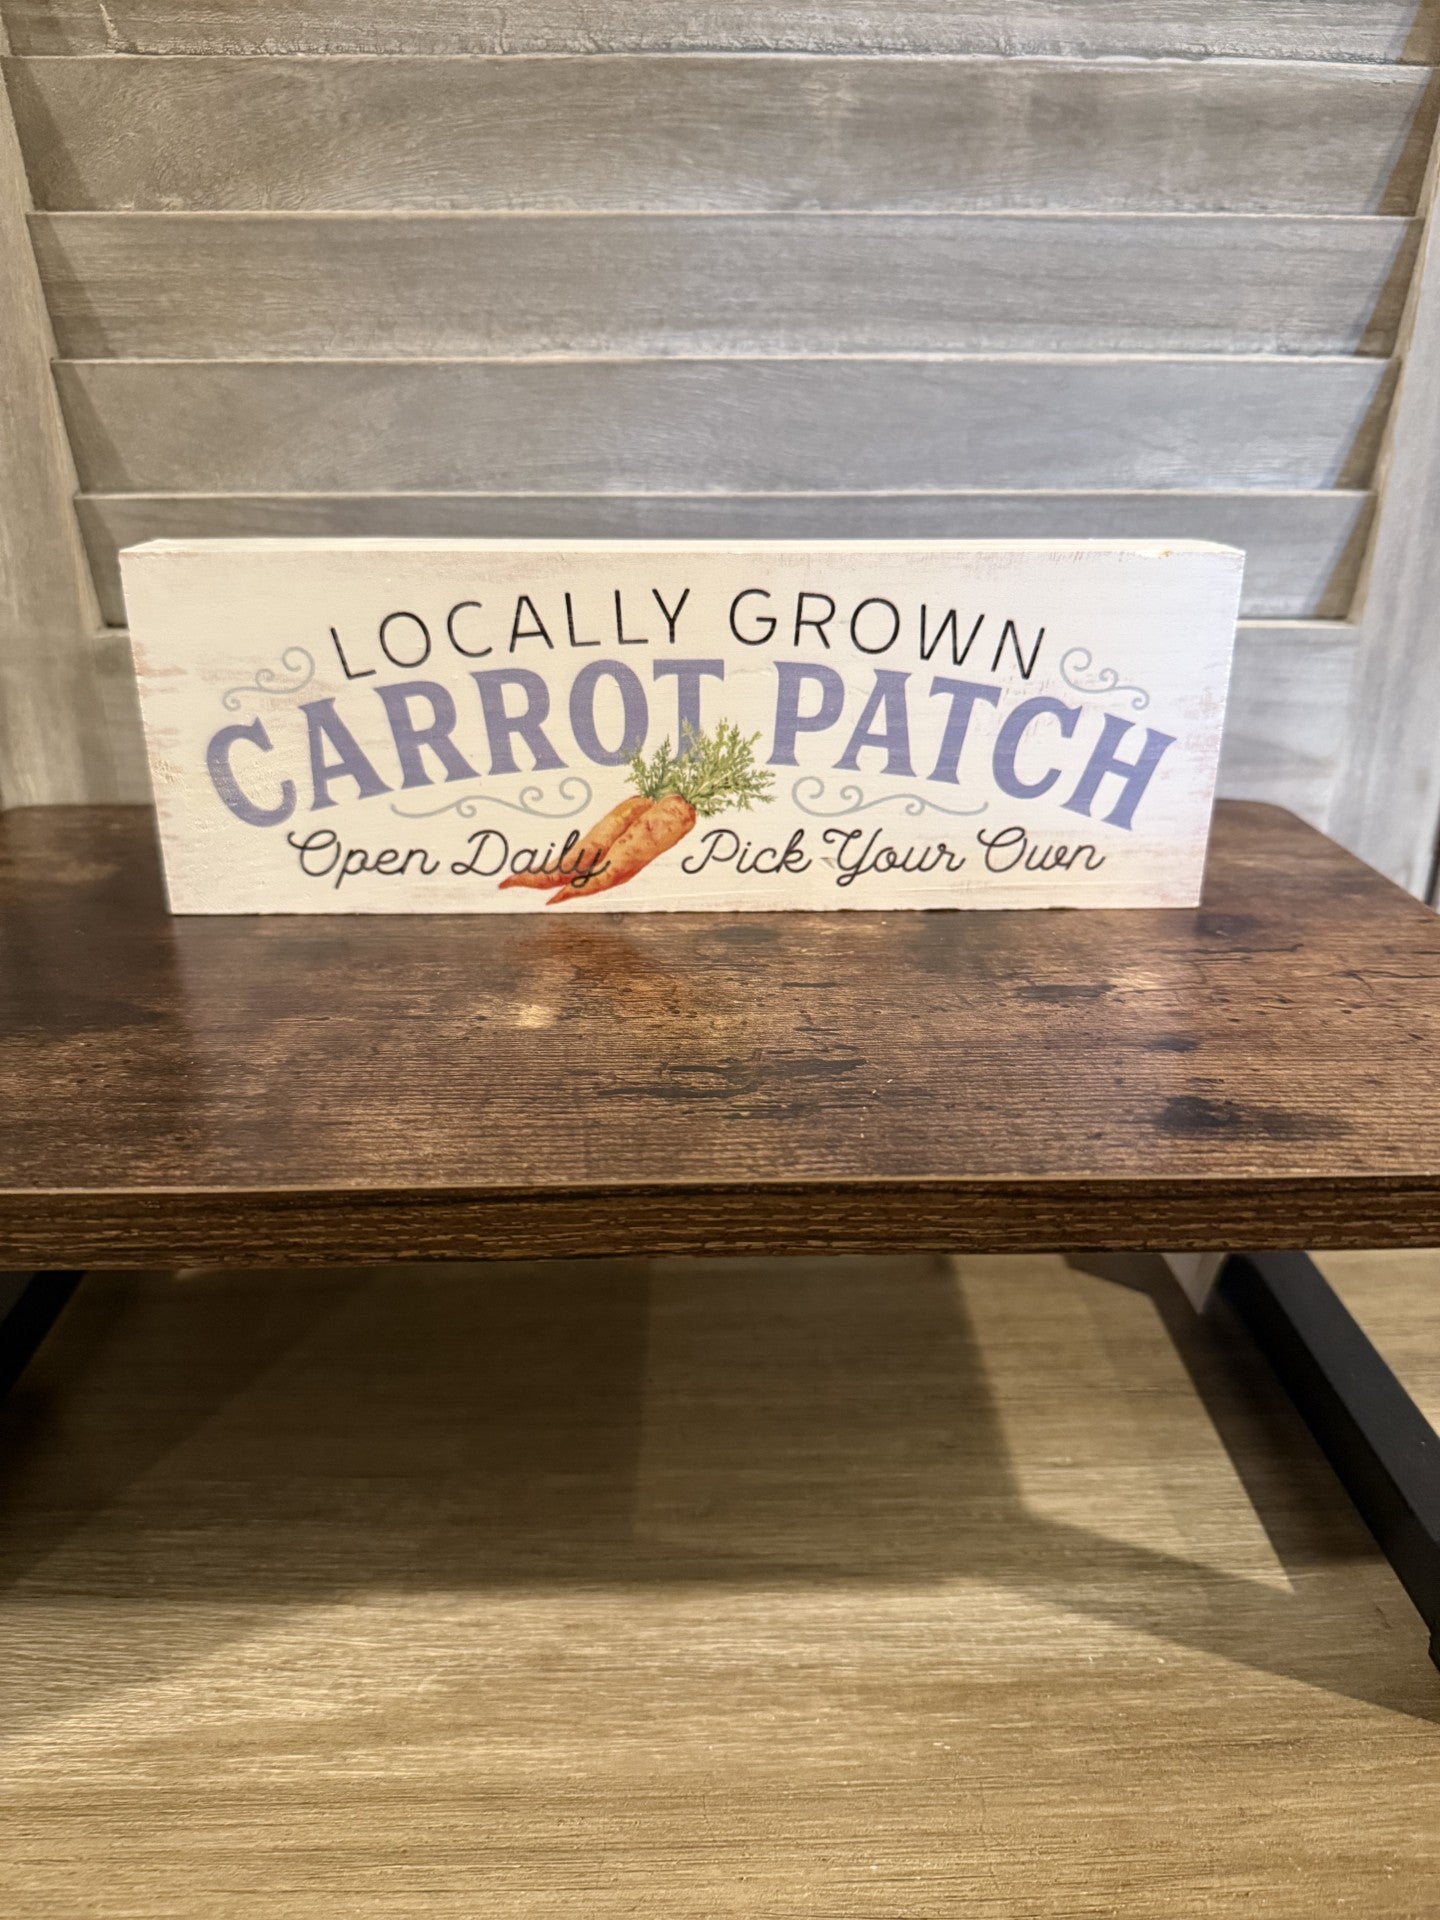 LOCALLY GROWN
CARROT PATCH
Open Daily Pick Your Own